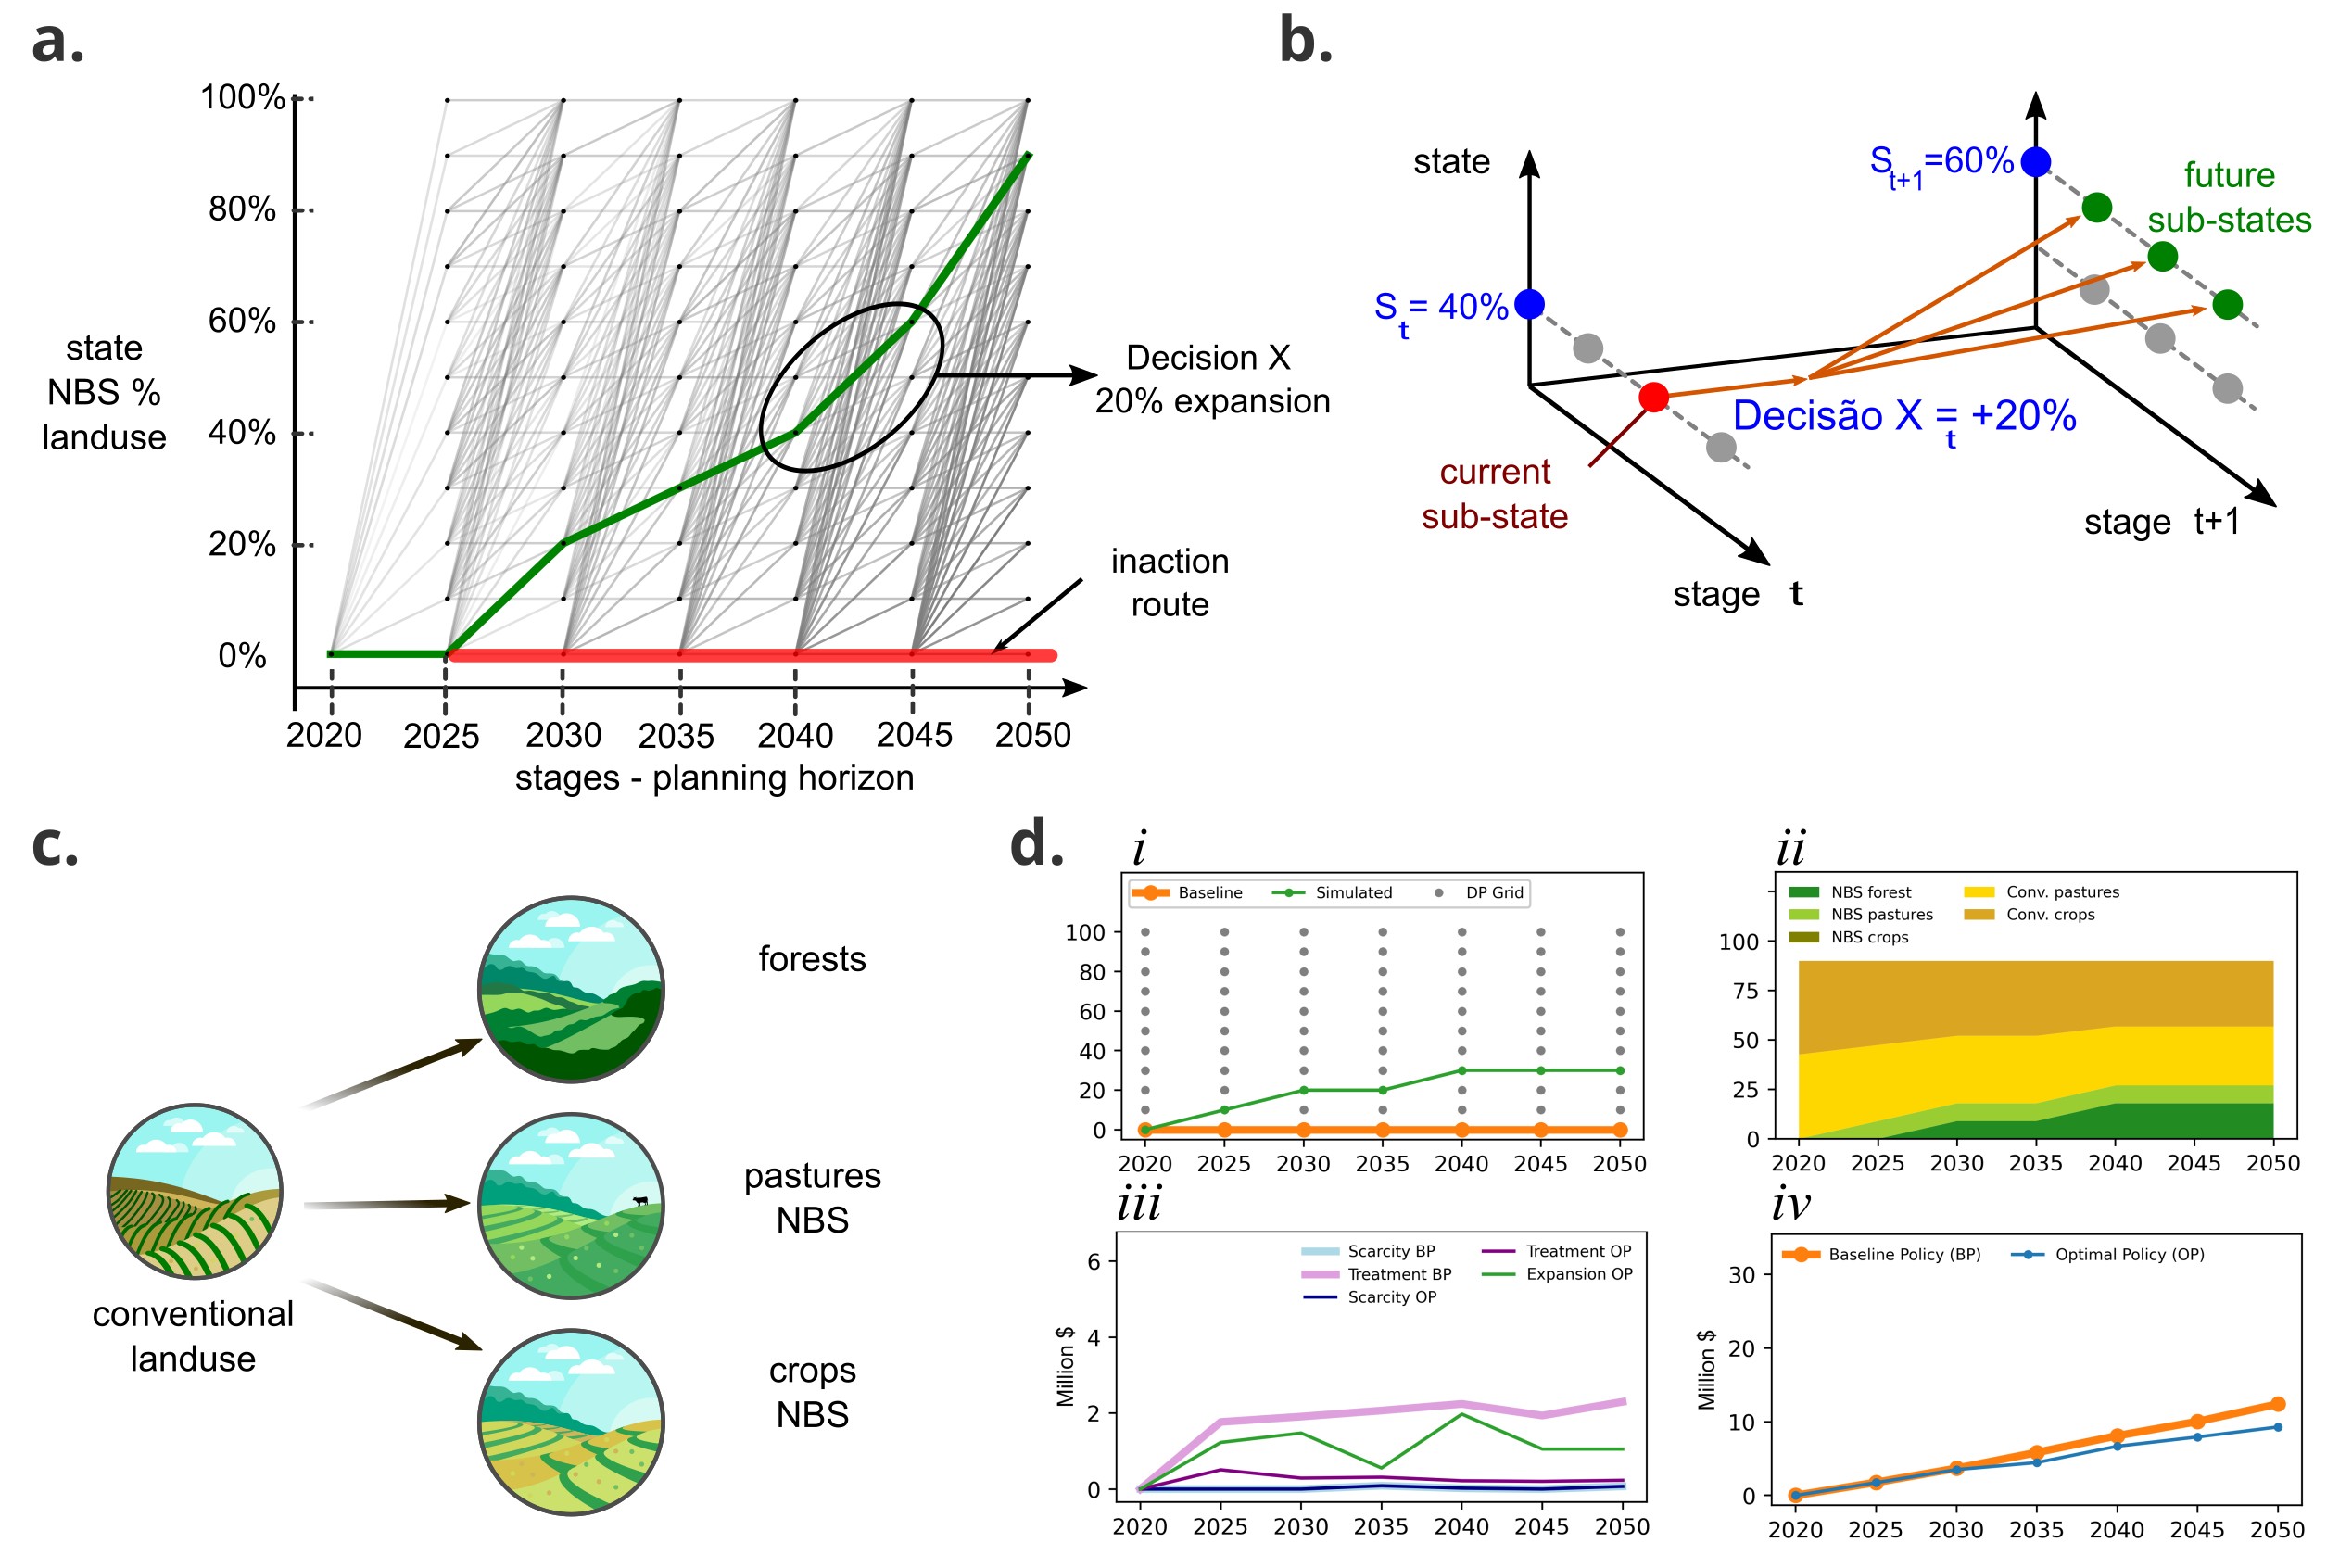 a.
100%
80%
60%
40%
20%
0%
state
NBS %
landuse
Decision X
20% expansion
inaction
route
2020 2025 2030 2035 2040 2045 2050
stages - planning horizon
b.
state
S t = 40%
current
sub-state
stage t
Decisão X t = +20%
S t+1 =60%
future
sub-states
stage t+1
c.
conventional
landuse
forests
pastures
NBS
crops
NBS
d.
i
Baseline Simulated DP Grid
100
80
60
40
20
0
2020 2025 2030 2035 2040 2045 2050
ii
NBS forest Conv. pastures
NBS pastures Conv. crops
NBS crops
100
75
50
25
0
2020 2025 2030 2035 2040 2045 2050
iii
Scarcity BP Treatment OP
Treatment BP Expansion OP
Scarcity OP
Million $
6
4
2
0
2020 2025 2030 2035 2040 2045 2050
iv
Baseline Policy (BP) Optimal Policy (OP)
Million $
30
20
10
0
2020 2025 2030 2035 2040 2045 2050